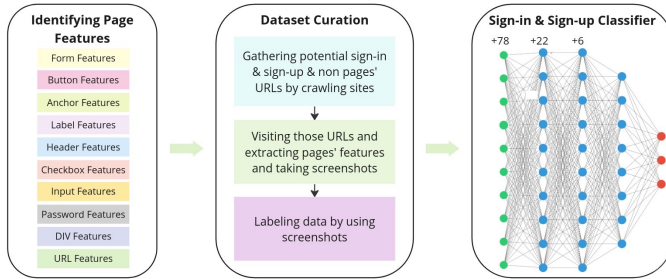 Identifying Page
Features
Form Features
Button Features
Anchor Features
Label Features
Header Features
Checkbox Features
Input Features
Password Features
DIV Features
URL Features
Dataset Curation
Gathering potential sign-in
& sign-up & non pages'
URLs by crawling sites
Visiting those URLs and
extracting pages' features
and taking screenshots
Labeling data by using
screenshots
Sign-in & Sign-up Classifier
+78 +22 +6